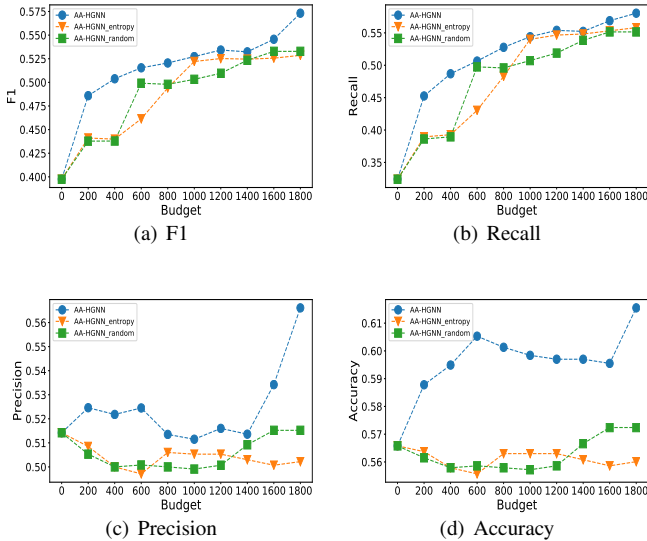 AA-HGNN
AA-HGNN_entropy
AA-HGNN_random
F1
0.575
0.550
0.525
0.500
0.475
0.450
0.425
0.400
0 200 400 600 800 1000 1200 1400 1600 1800
Budget
(a) F1
AA-HGNN
AA-HGNN_entropy
AA-HGNN_random
Recall
0.55
0.50
0.45
0.40
0.35
0 200 400 600 800 1000 1200 1400 1600 1800
Budget
(b) Recall
AA-HGNN
AA-HGNN_entropy
AA-HGNN_random
Precision
0.56
0.55
0.54
0.53
0.52
0.51
0.50
0 200 400 600 800 1000 1200 1400 1600 1800
Budget
(c) Precision
AA-HGNN
AA-HGNN_entropy
AA-HGNN_random
Accuracy
0.61
0.60
0.59
0.58
0.57
0.56
0 200 400 600 800 1000 1200 1400 1600 1800
Budget
(d) Accuracy